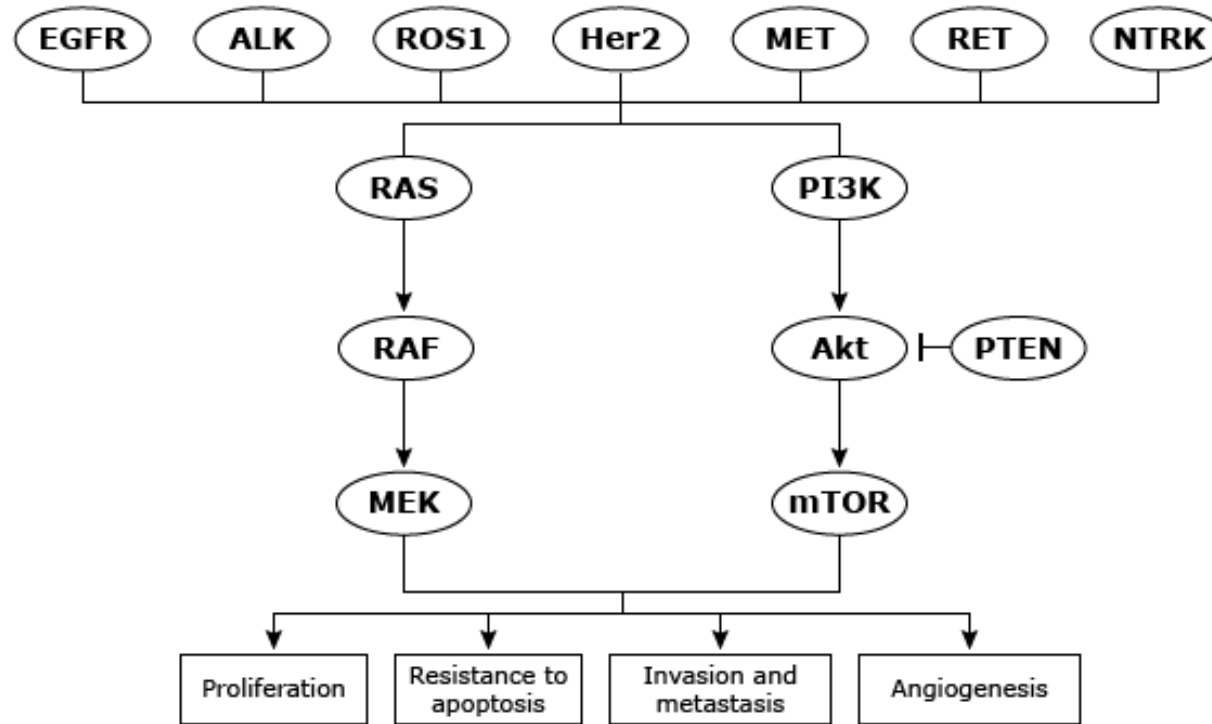 EGFR
ALK
ROS1
Her2
MET
RET
NTRK
RAS
PI3K
RAF
Akt
PTEN
MEK
mTOR
Proliferation
Resistance to
apoptosis
Invasion and
metastasis
Angiogenesis